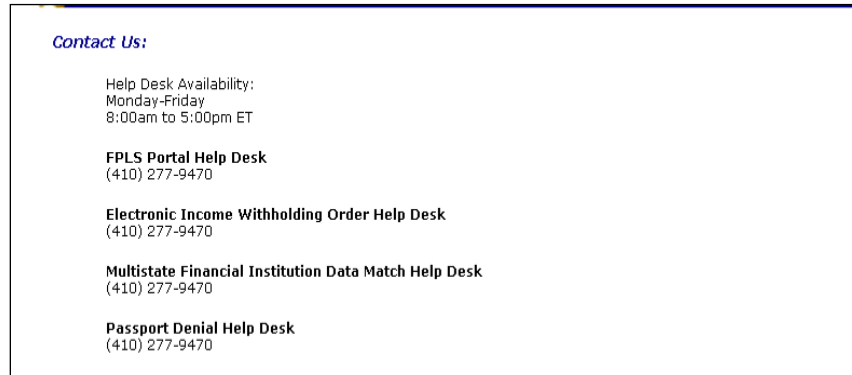 Contact Us:
Help Desk Availability:
Monday-Friday
8:00am to 5:00pm ET
FPLS Portal Help Desk
(410) 277-9470
Electronic Income Withholding Order Help Desk
(410) 277-9470
Multistate Financial Institution Data Match Help Desk
(410) 277-9470
Passport Denial Help Desk
(410) 277-9470